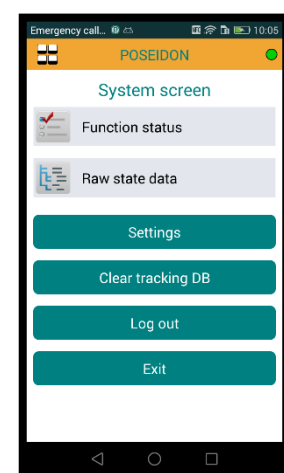 Emergency call... 10:05
POSEIDON
System screen
Function status
Raw state data
Settings
Clear tracking DB
Log out
Exit